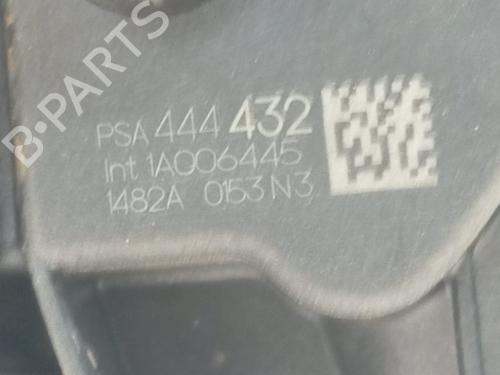 B-PARTS
PSA 444 432
Int 1A006445
1482A 0153 N3